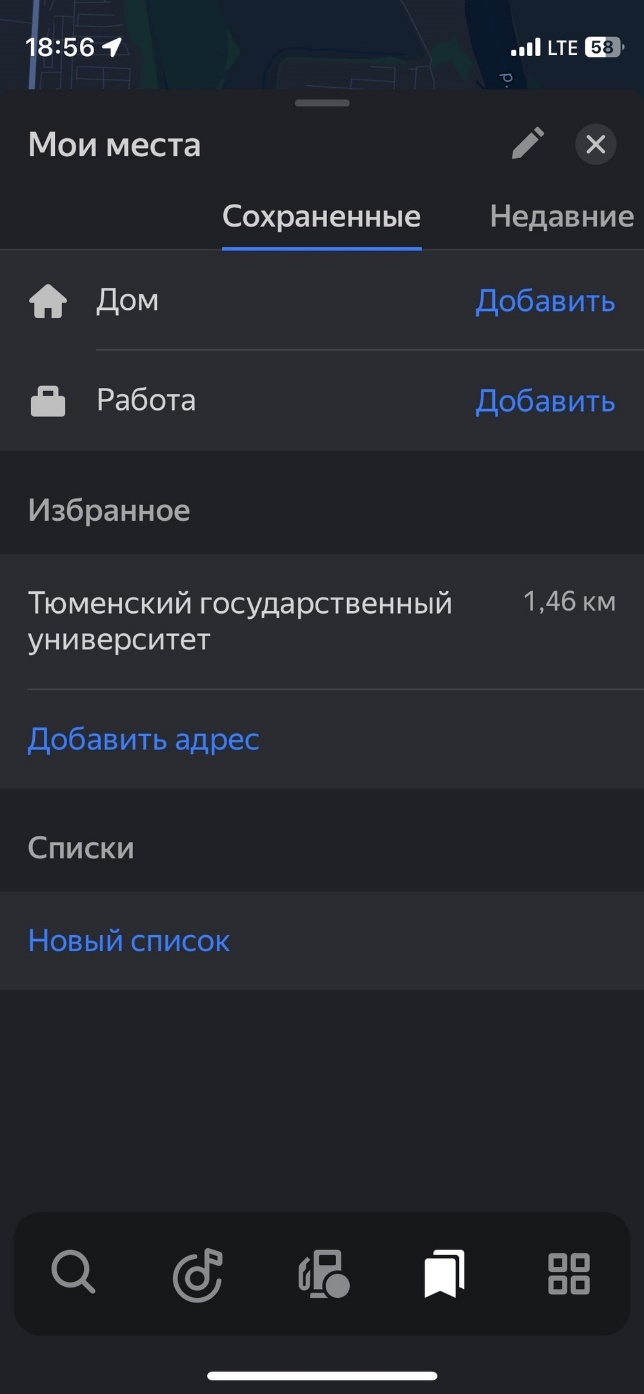 18:56 LTE 58
р.
Мои места
Сохраненные Недавние
Дом Добавить
Работа Добавить
Избранное
Тюменский государственный 1,46 км
университет
Добавить адрес
Списки
Новый список